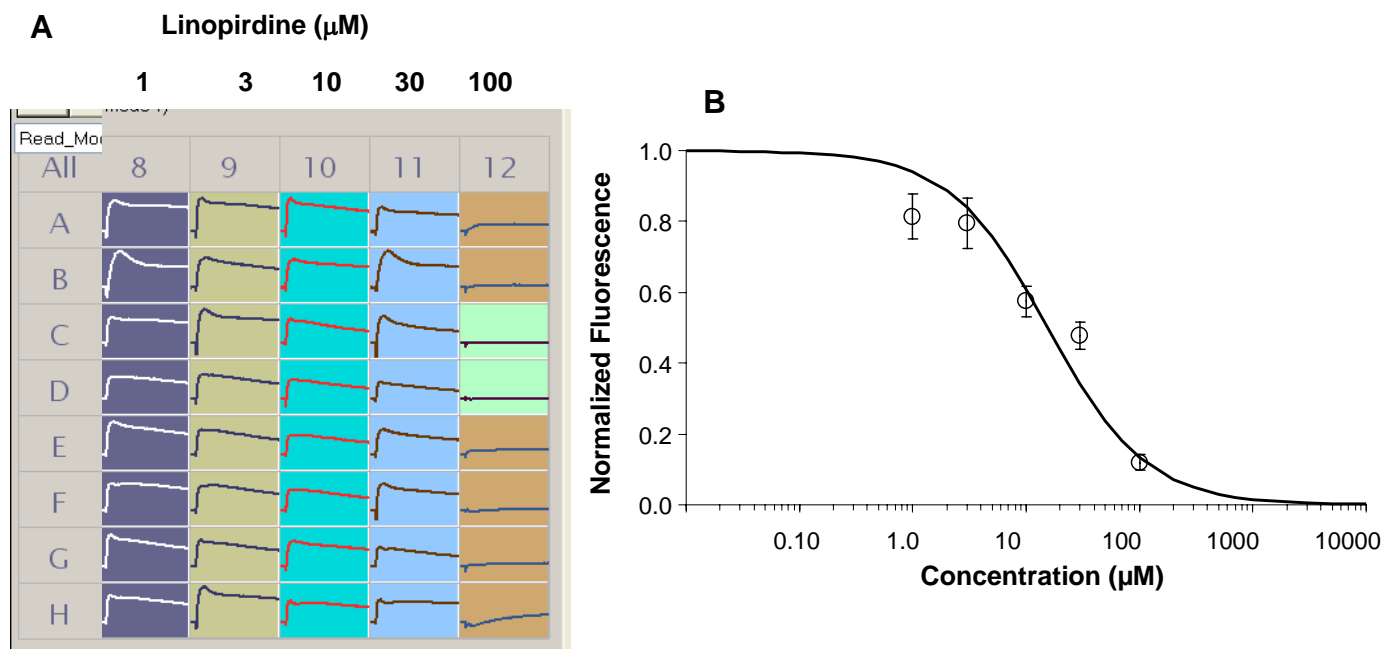 A
Linopirdine (μM)
1 3 10 30 100
Read_Mo
All 8 9 10 11 12
A
B
C
D
E
F
G
H
B
Normalized Fluorescence
1.0
0.8
0.6
0.4
0.2
0.0
0.10 1.0 10 100 1000 10000
Concentration (μM)